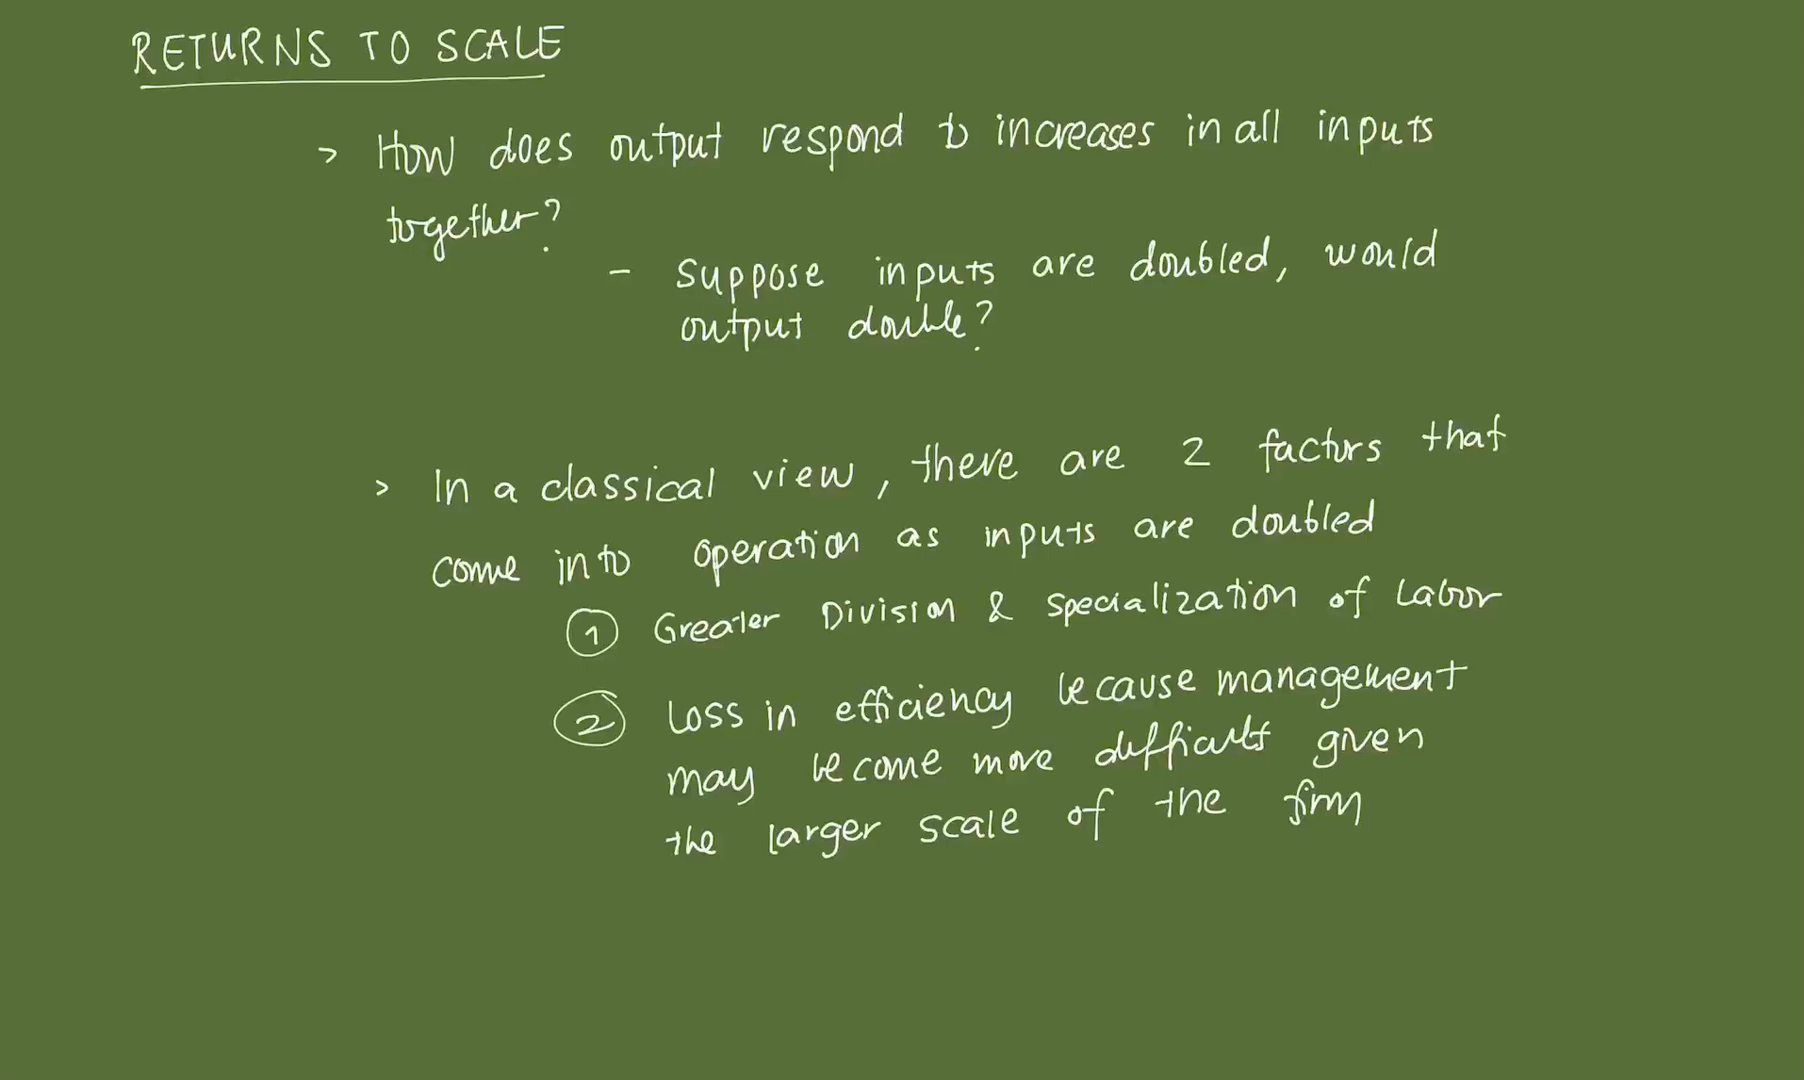 RETURNS TO SCALE
> How does output respond to increases in all inputs
together?
- Suppose inputs are doubled, would
output double?
> In a classical view, there are 2 factors that
come into operation as inputs are doubled
① Greater Division & specialization of Labor
② Loss in efficiency because management
may become more difficult given
the larger scale of the firm